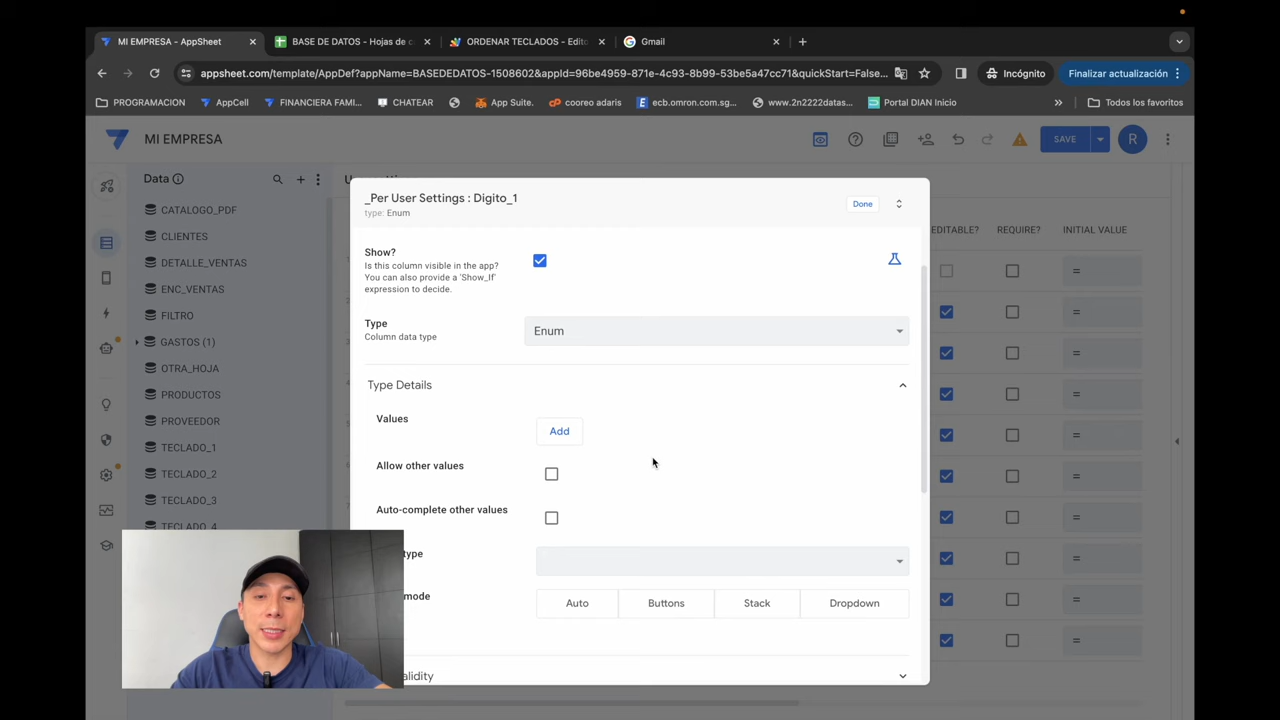 MI EMPRESA - AppSheet
BASE DE DATOS - Hojas de c
ORDENAR TECLADOS - Edito
Gmail
appsheet.com/template/AppDef?appName=BASEDEDATOS-1508602&appId=96be4959-871e-4c93-8b99-53be5a47cc71&quickStart=False...
Incógnito
Finalizar actualización
PROGRAMACION
AppCell
FINANCIERA FAMI...
CHATEAR
App Suite.
cooreo adaris
ecb.omron.com.sg...
www.2n2222datas...
Portal DIAN Inicio
»
Todos los favoritos
MI EMPRESA
SAVE
R
Data
_Per User Settings : Digito_1
type: Enum
Done
EDITABLE?
REQUIRE?
INITIAL VALUE
CATALOGO_PDF
CLIENTES
DETALLE_VENTAS
ENC_VENTAS
FILTRO
GASTOS (1)
OTRA_HOJA
PRODUCTOS
PROVEEDOR
TECLADO_1
TECLADO_2
TECLADO_3
TECLADO_4
Show?
Is this column visible in the app?
You can also provide a 'Show_If'
expression to decide.
Type
Column data type
Enum
Type Details
Values
Add
Allow other values
Auto-complete other values
type
mode
Auto
Buttons
Stack
Dropdown
alidity
=
=
=
=
=
=
=
=
=
=